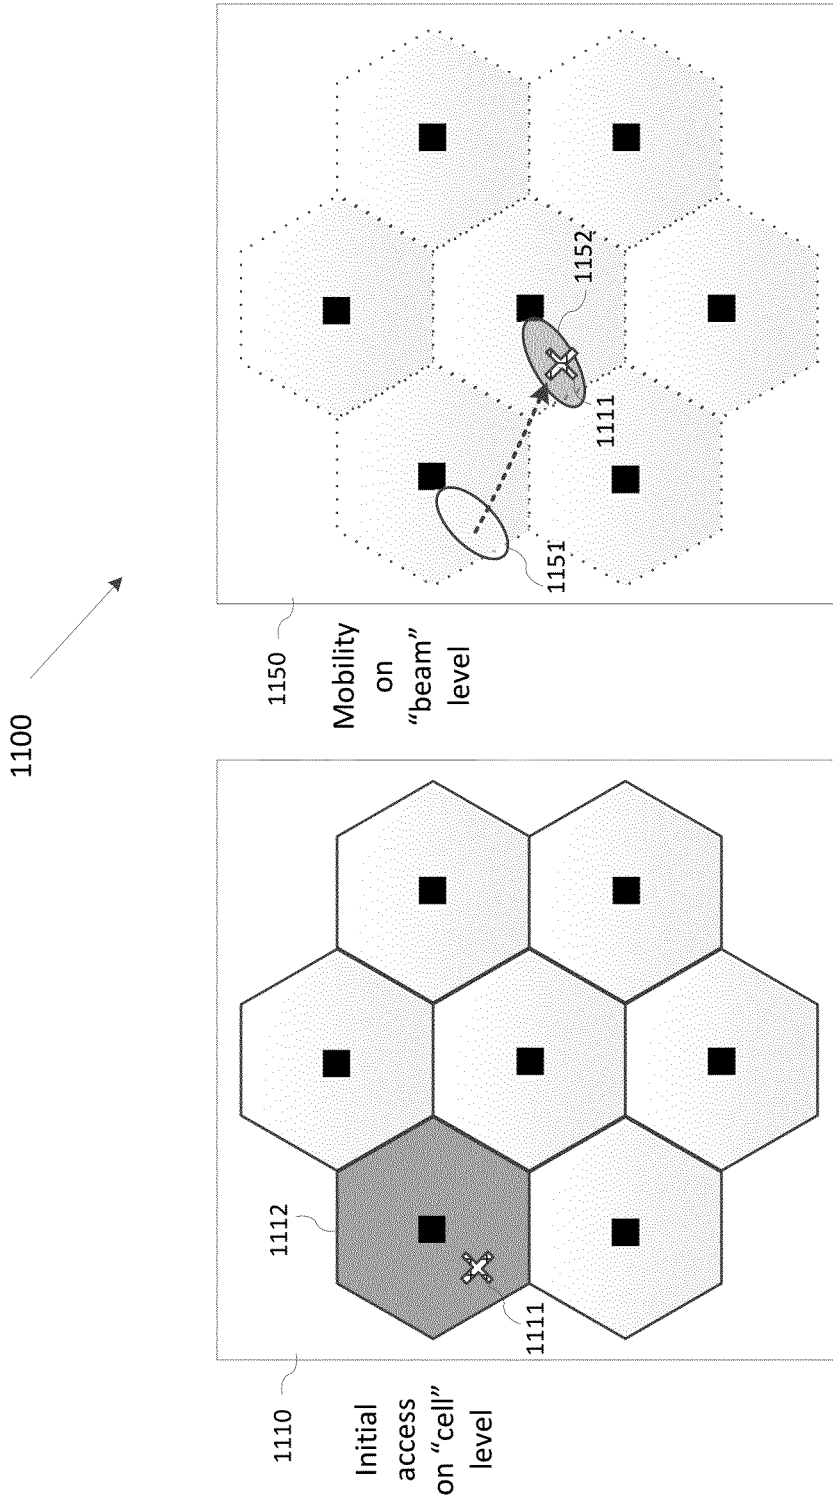 1100
1110
Initial
access
on “cell”
level
1112
1111
1150
Mobility
on
“beam”
level
1151
1111
1152